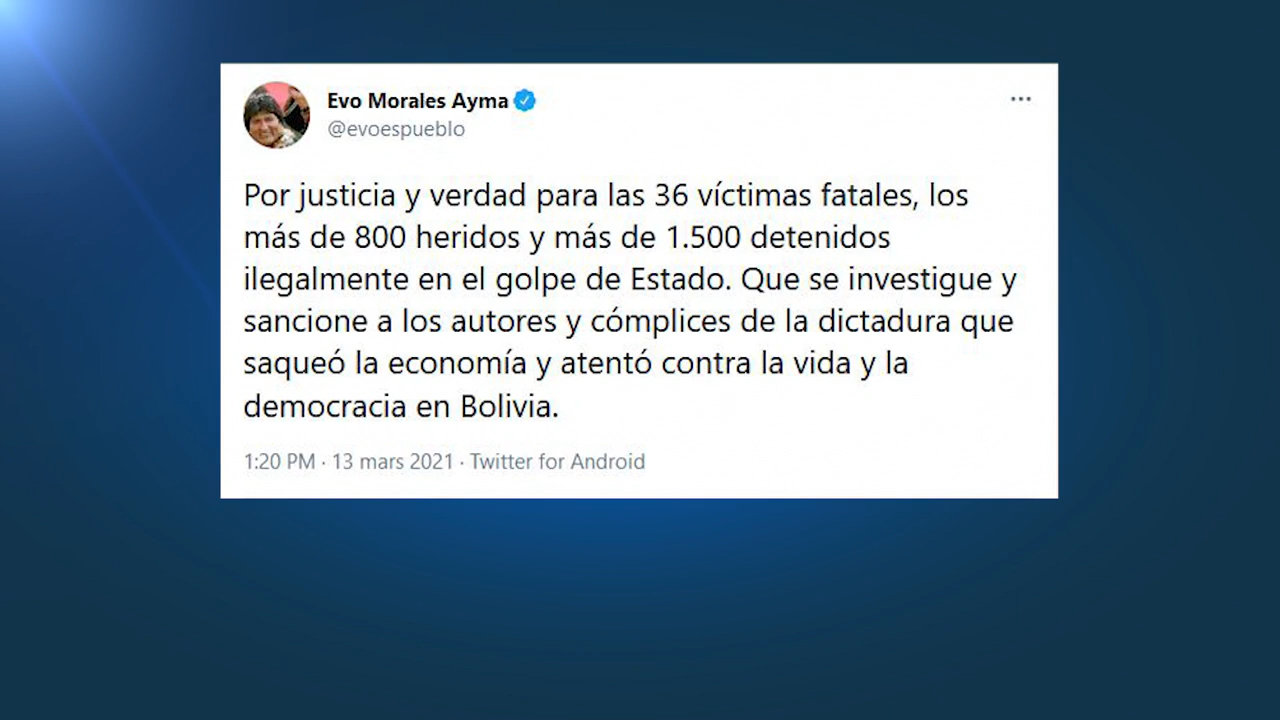 Evo Morales Ayma
@evoespueblo
Por justicia y verdad para las 36 víctimas fatales, los
más de 800 heridos y más de 1.500 detenidos
ilegalmente en el golpe de Estado. Que se investigue y
sancione a los autores y cómplices de la dictadura que
saqueó la economía y atentó contra la vida y la
democracia en Bolivia.
1:20 PM · 13 mars 2021 · Twitter for Android